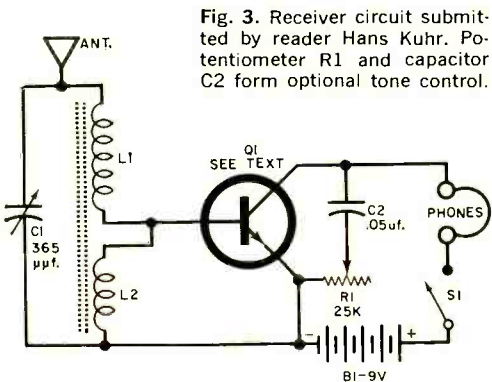 Fig. 3. Receiver circuit submit-
ted by reader Hans Kuhr. Po-
tentiometer R1 and capacitor
C2 form optional tone control.
ANT.
L1
Q1
SEE TEXT
C1
365
µµf.
L2
C2
.05uf.
PHONES
R1
25K
S1
- +
B1-9V